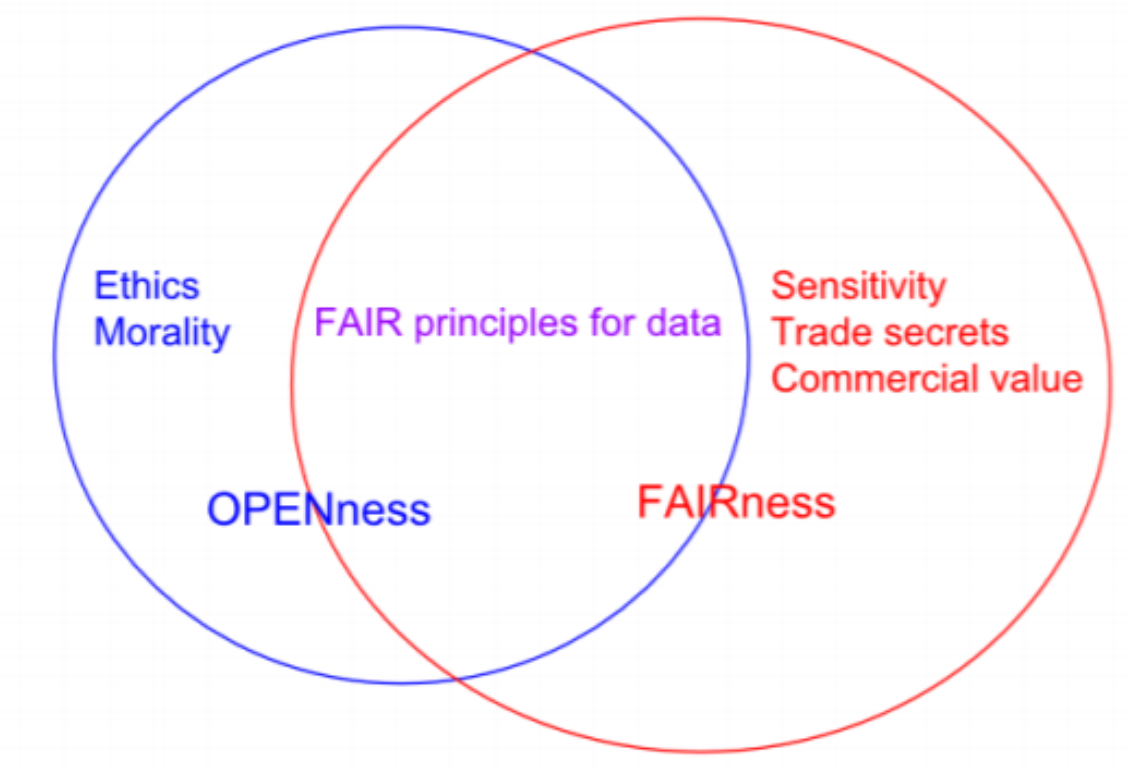 Ethics
Morality
FAIR principles for data
Sensitivity
Trade secrets
Commercial value
OPENness
FAIRness